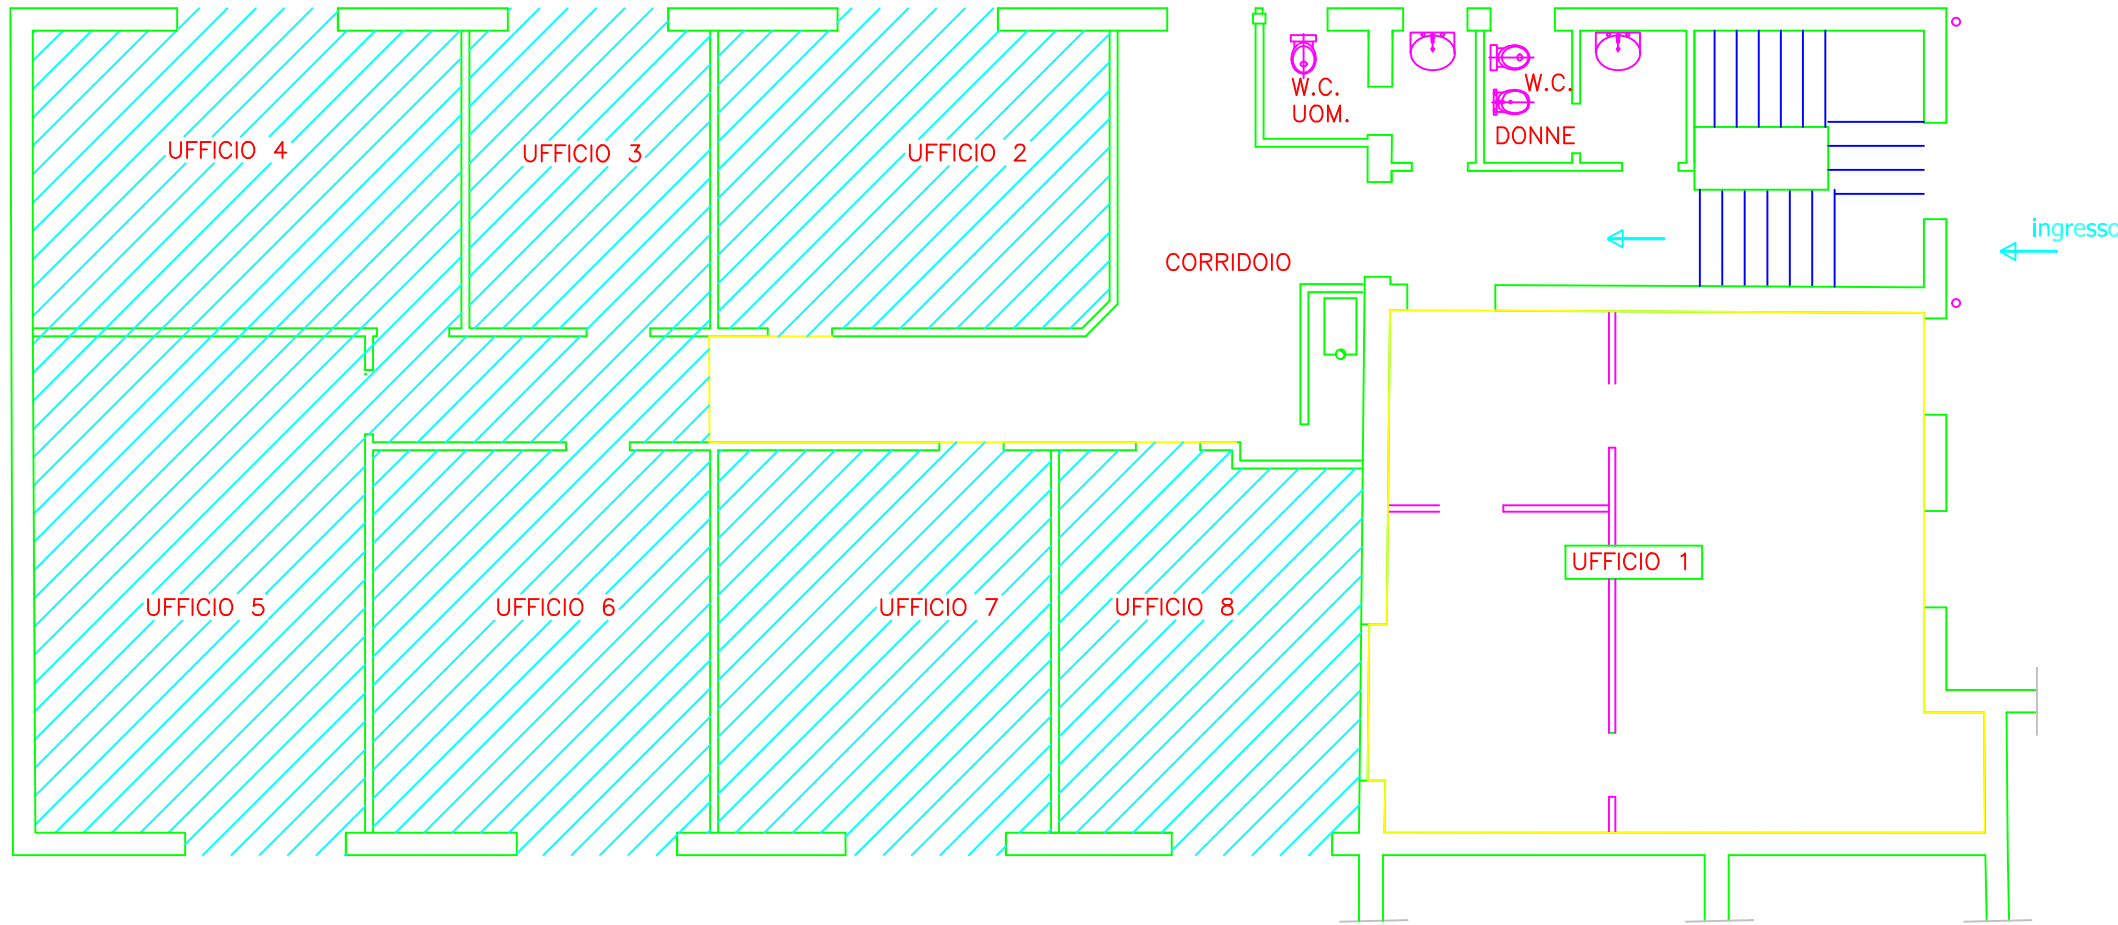 W.C.
UOM.
W.C.
DONNE
UFFICIO 4
UFFICIO 3
UFFICIO 2
ingresso
CORRIDOIO
UFFICIO 1
UFFICIO 5
UFFICIO 6
UFFICIO 7
UFFICIO 8